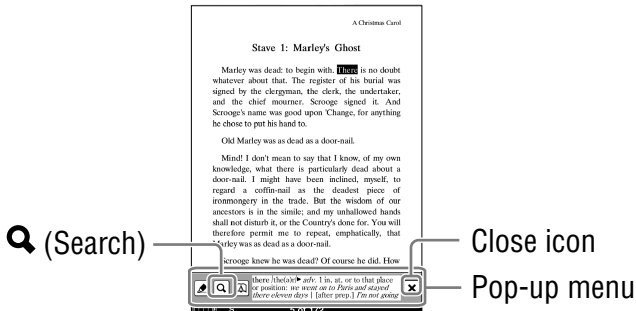 A Christmas Carol
Stave 1: Marley's Ghost
Marley was dead: to begin with. There is no doubt
whatever about that. The register of his burial was
signed by the clergyman, the clerk, the undertaker,
and the chief mourner. Scrooge signed it. And
Scrooge's name was good upon 'Change, for anything
he chose to put his hand to.
Old Marley was as dead as a door-nail.
Mind! I don't mean to say that I know, of my own
knowledge, what there is particularly dead about a
door-nail. I might have been inclined, myself, to
regard a coffin-nail as the deadest piece of
ironmongery in the trade. But the wisdom of our
ancestors is in the simile; and my unhallowed hands
shall not disturb it, or the Country's done for. You will
therefore permit me to repeat, emphatically, that
Marley was as dead as a door-nail.
Scrooge knew he was dead? Of course he did. How
there /the(ə)r/▶ adv. 1 in, at, or to that place
or position: we went on to Paris and stayed
there eleven days | [after prep.] I'm not going
(Search)
Close icon
Pop-up menu